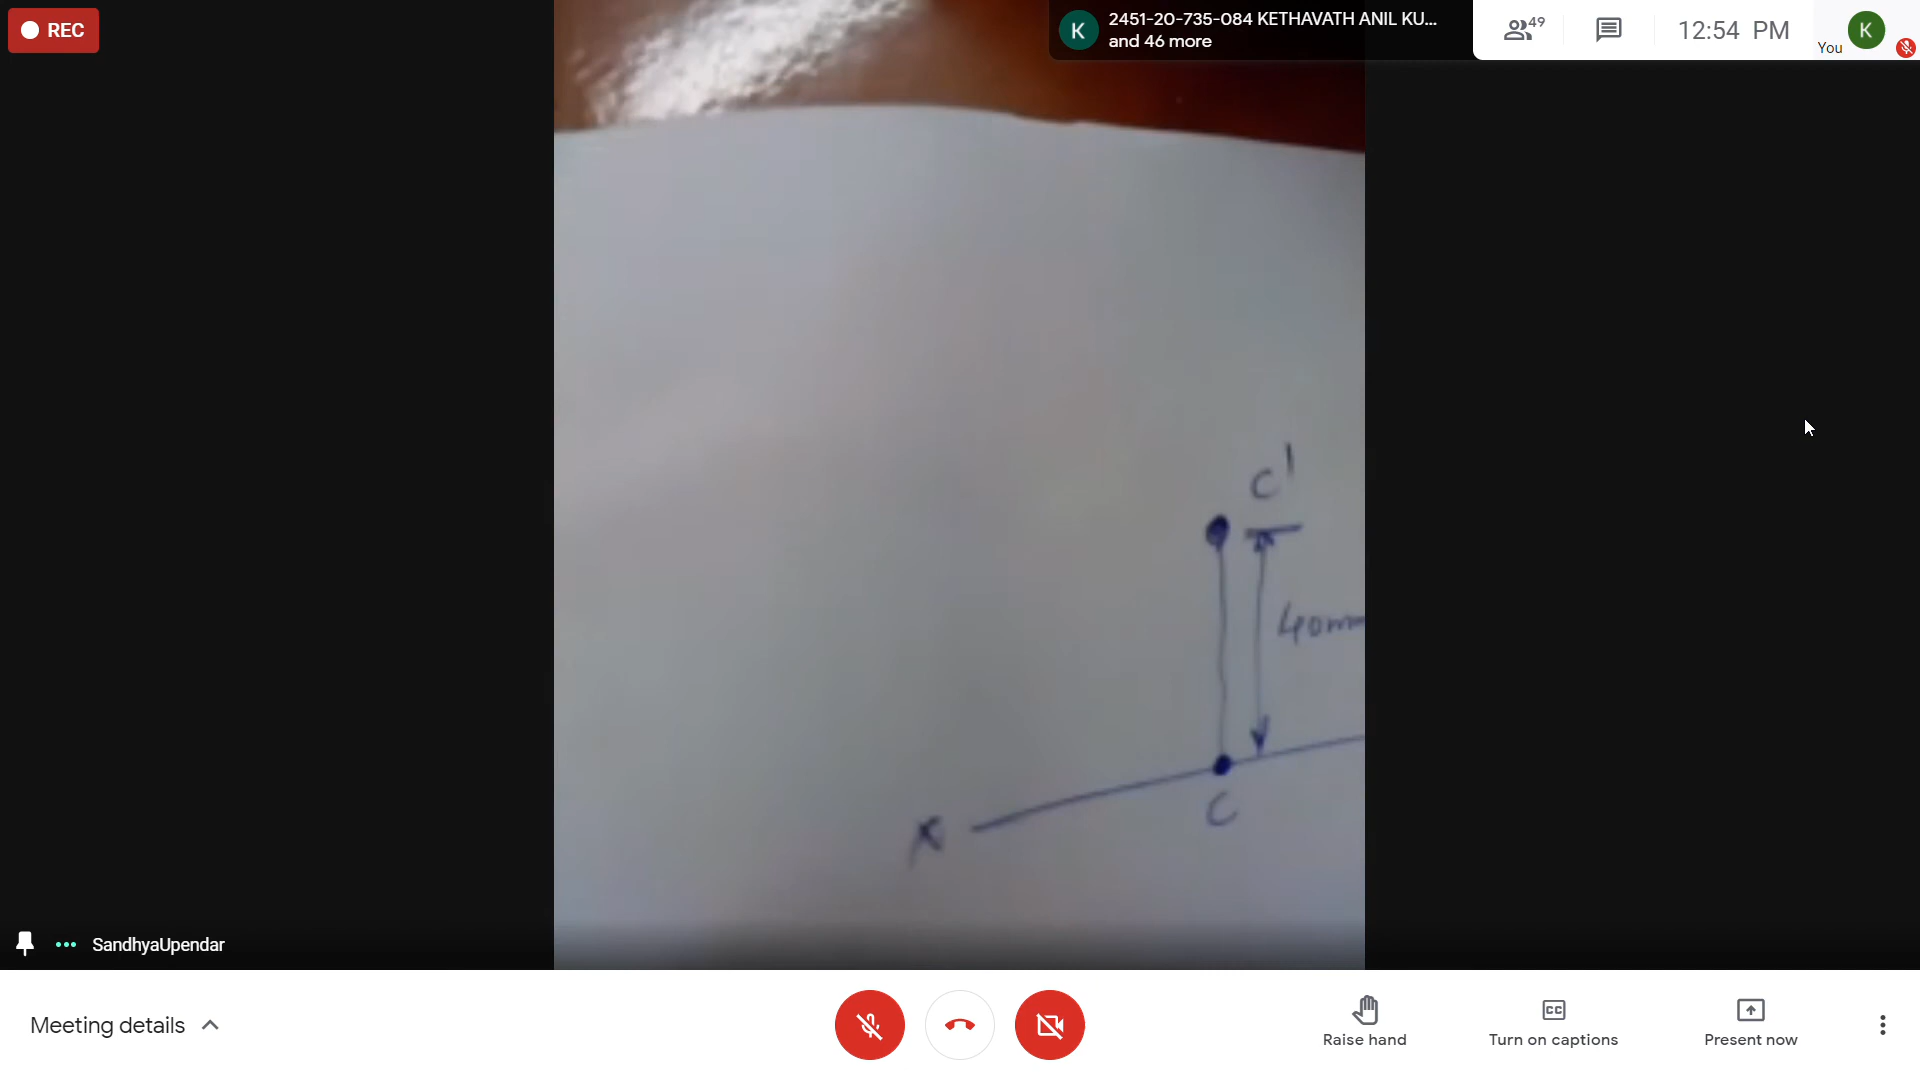 REC
2451-20-735-084 KETHAVATH ANIL KU...
and 46 more
K
49
12:54 PM
You
K
C'
40mm
C
X
SandhyaUpendar
Meeting details
Raise hand
CC
Turn on captions
Present now